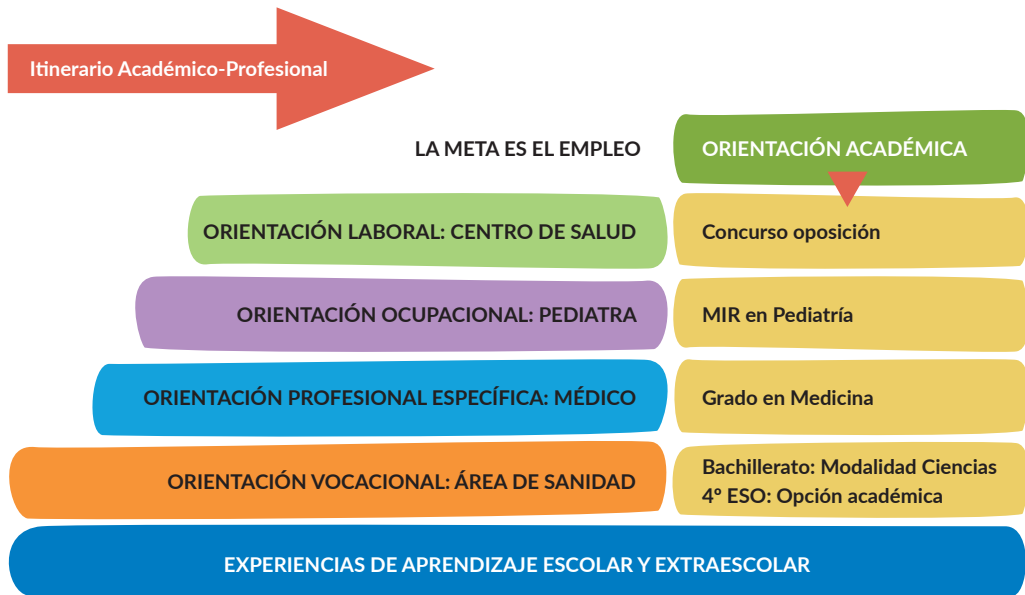 Itinerario Académico-Profesional
LA META ES EL EMPLEO
ORIENTACIÓN ACADÉMICA
ORIENTACIÓN LABORAL: CENTRO DE SALUD
Concurso oposición
ORIENTACIÓN OCUPACIONAL: PEDIATRA
MIR en Pediatría
ORIENTACIÓN PROFESIONAL ESPECÍFICA: MÉDICO
Grado en Medicina
ORIENTACIÓN VOCACIONAL: ÁREA DE SANIDAD
Bachillerato: Modalidad Ciencias
4º ESO: Opción académica
EXPERIENCIAS DE APRENDIZAJE ESCOLAR Y EXTRAESCOLAR